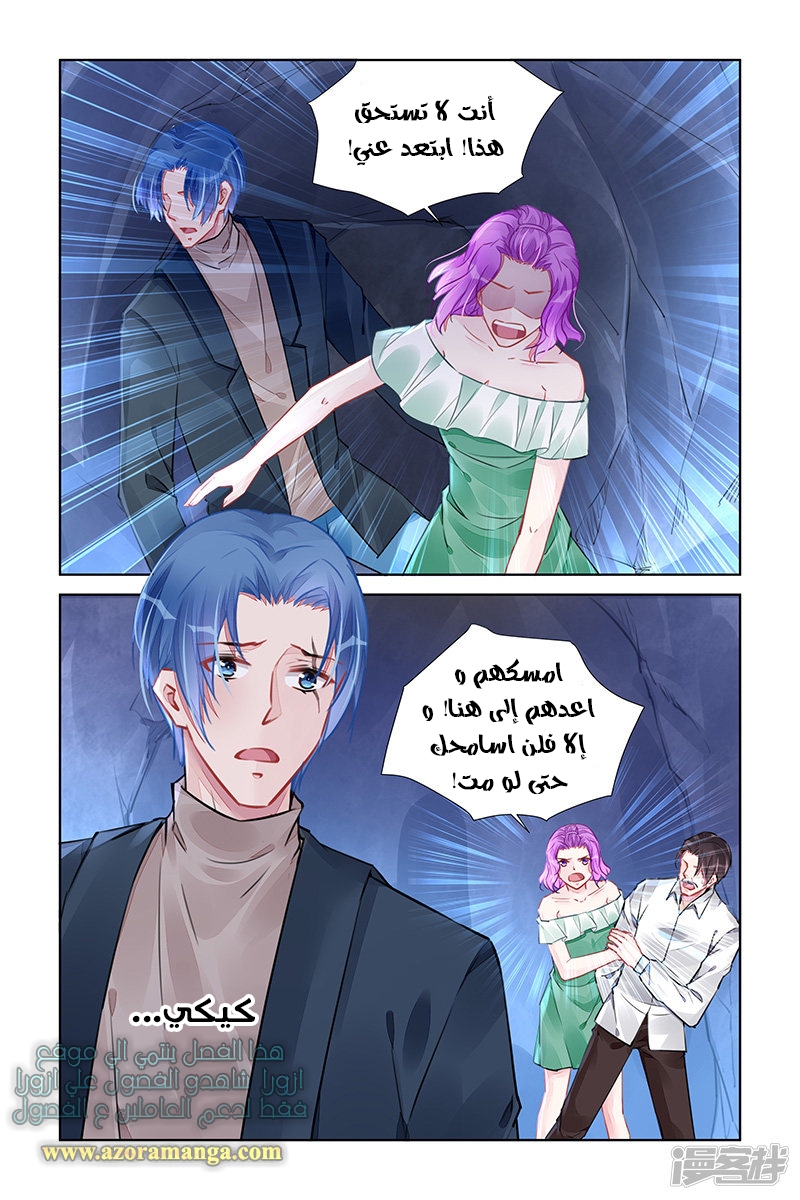 أنت لا تستحق
هذا! ابتعد عني!
امسكهم و
اعدهم إلى هنا! و
إلا فلن اسامحك
حتى لو مت!
كيكي...
هذا الفصل ينتمي الى موقع
ازورا شاهدو الفصول على ازورا
فقط لدعم العاملين ع الفصول
www.azoramanga.com
漫客栈